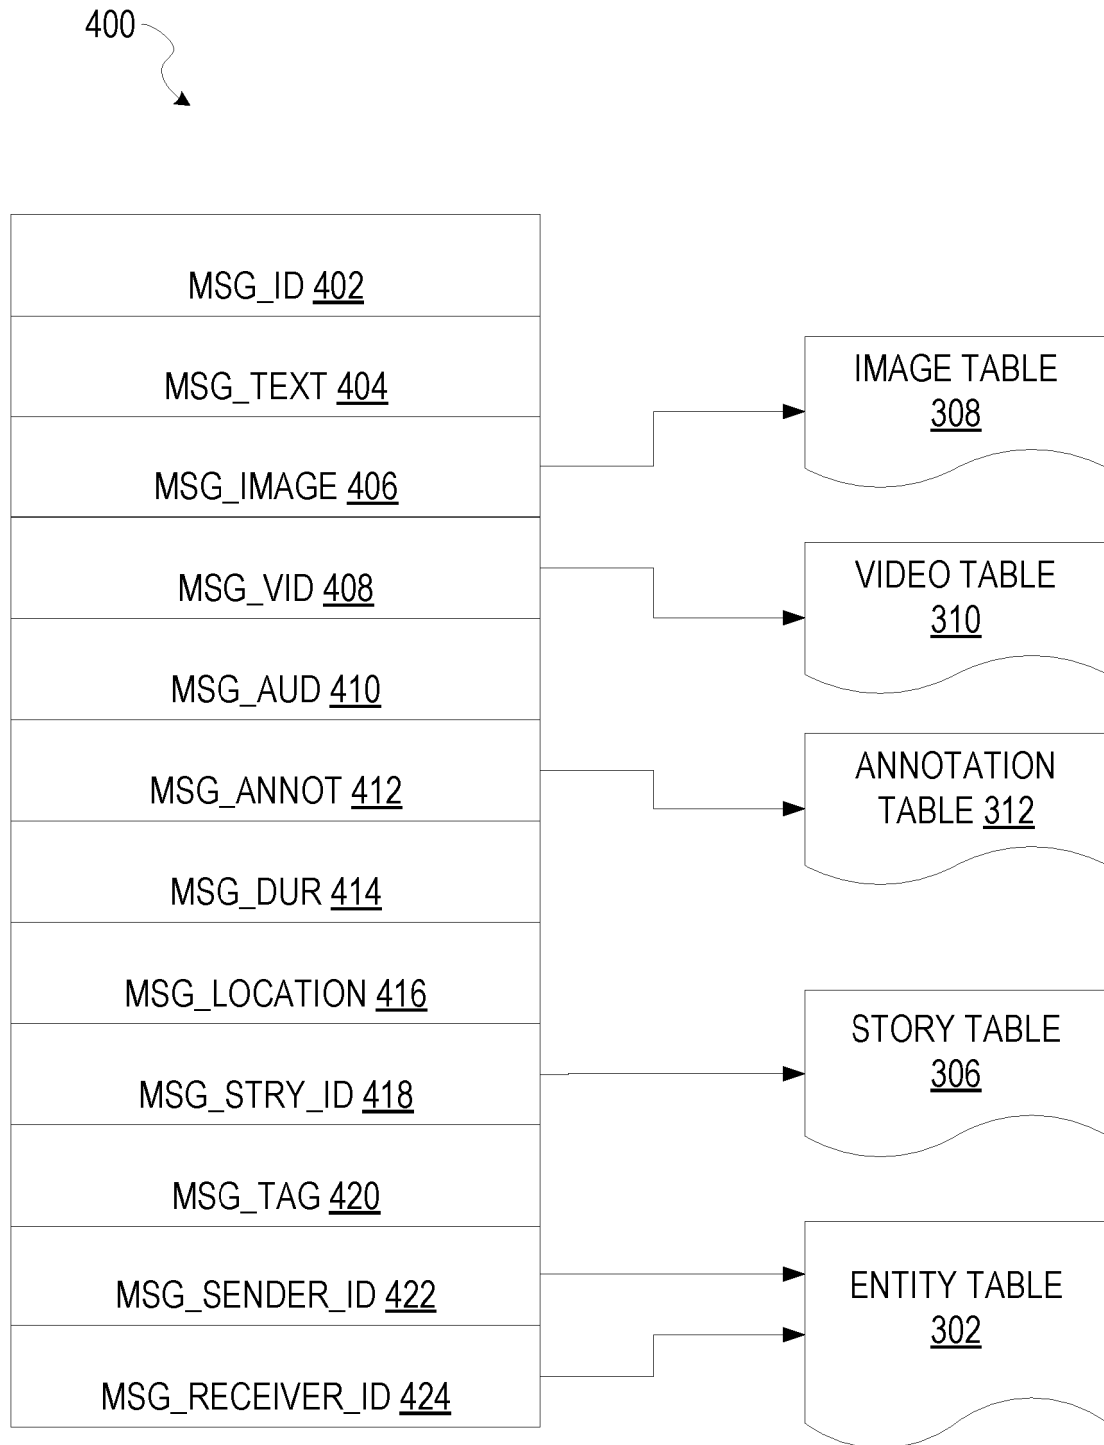 400
MSG_ID 402
MSG_TEXT 404
MSG_IMAGE 406
MSG_VID 408
MSG_AUD 410
MSG_ANNOT 412
MSG_DUR 414
MSG_LOCATION 416
MSG_STRY_ID 418
MSG_TAG 420
MSG_SENDER_ID 422
MSG_RECEIVER_ID 424
IMAGE TABLE
308
VIDEO TABLE
310
ANNOTATION
TABLE 312
STORY TABLE
306
ENTITY TABLE
302